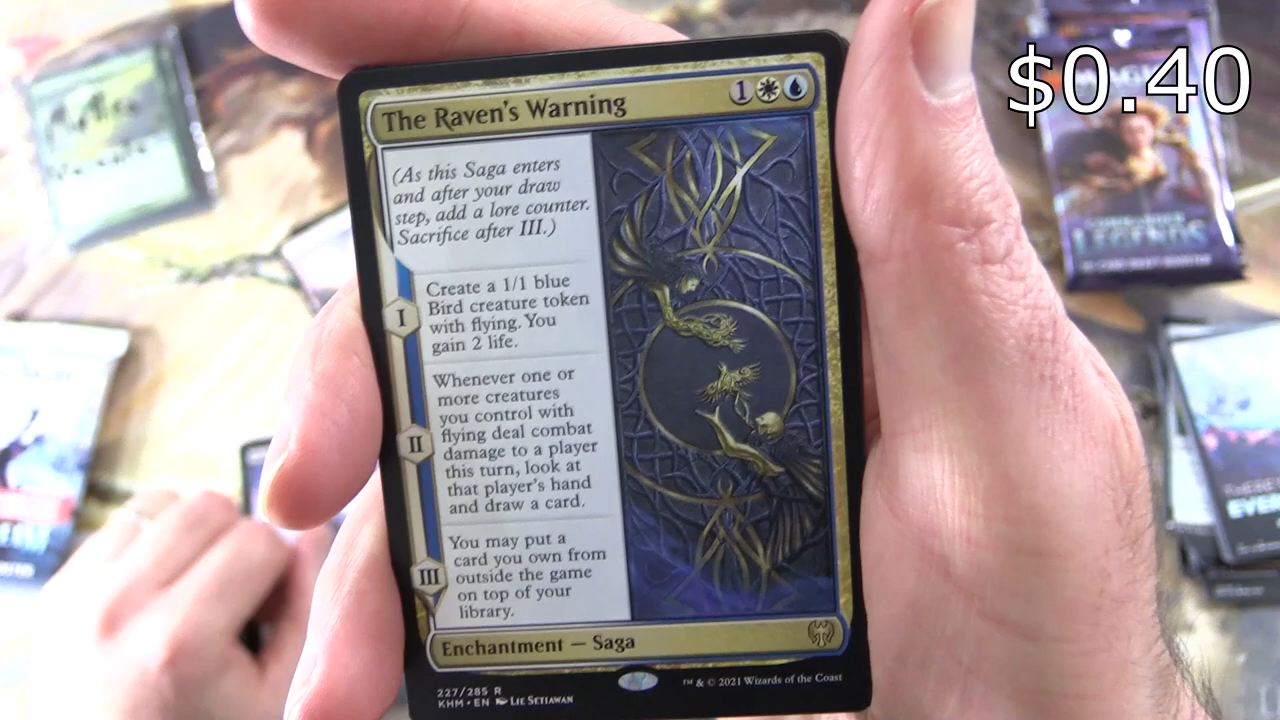 $0.40
The Raven's Warning
1
(As this Saga enters
and after your draw
step, add a lore counter.
Sacrifice after III.)
I
Create a 1/1 blue
Bird creature token
with flying. You
gain 2 life.
II
Whenever one or
more creatures
you control with
flying deal combat
damage to a player
this turn, look at
that player's hand
and draw a card.
III
You may put a
card you own from
outside the game
on top of your
library.
Enchantment — Saga
227/285 R
KHM • EN LIE SETIAWAN
™ & © 2021 Wizards of the Coast
COMMANDER
LEGENDS